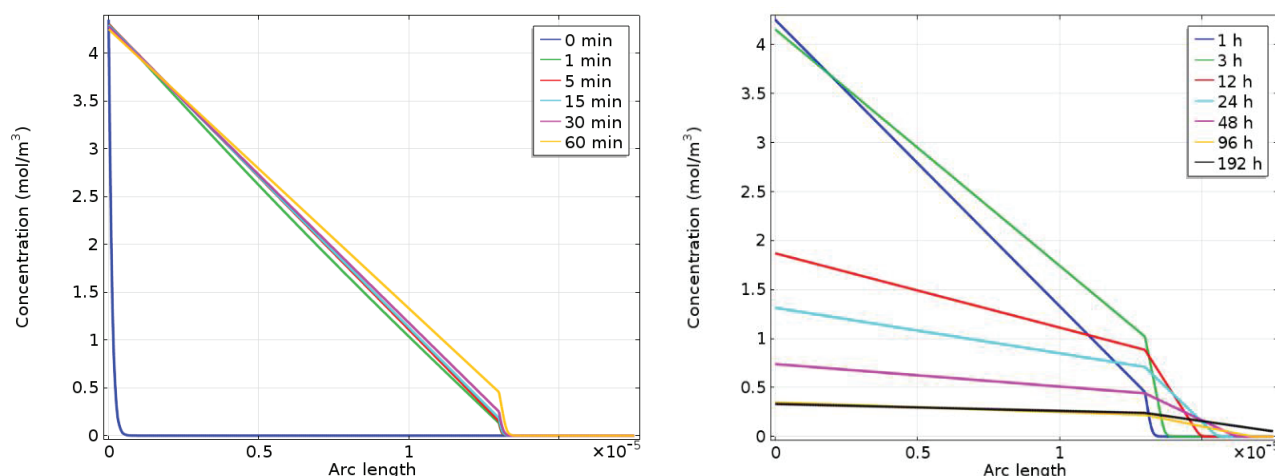 Concentration (mol/m³)
4
3.5
3
2.5
2
1.5
1
0.5
0
0 min
1 min
5 min
15 min
30 min
60 min
0 0.5 1 ×10⁻⁵
Arc length
Concentration (mol/m³)
4
3.5
3
2.5
2
1.5
1
0.5
0
1 h
3 h
12 h
24 h
48 h
96 h
192 h
0 0.5 1 ×10⁻⁵
Arc length